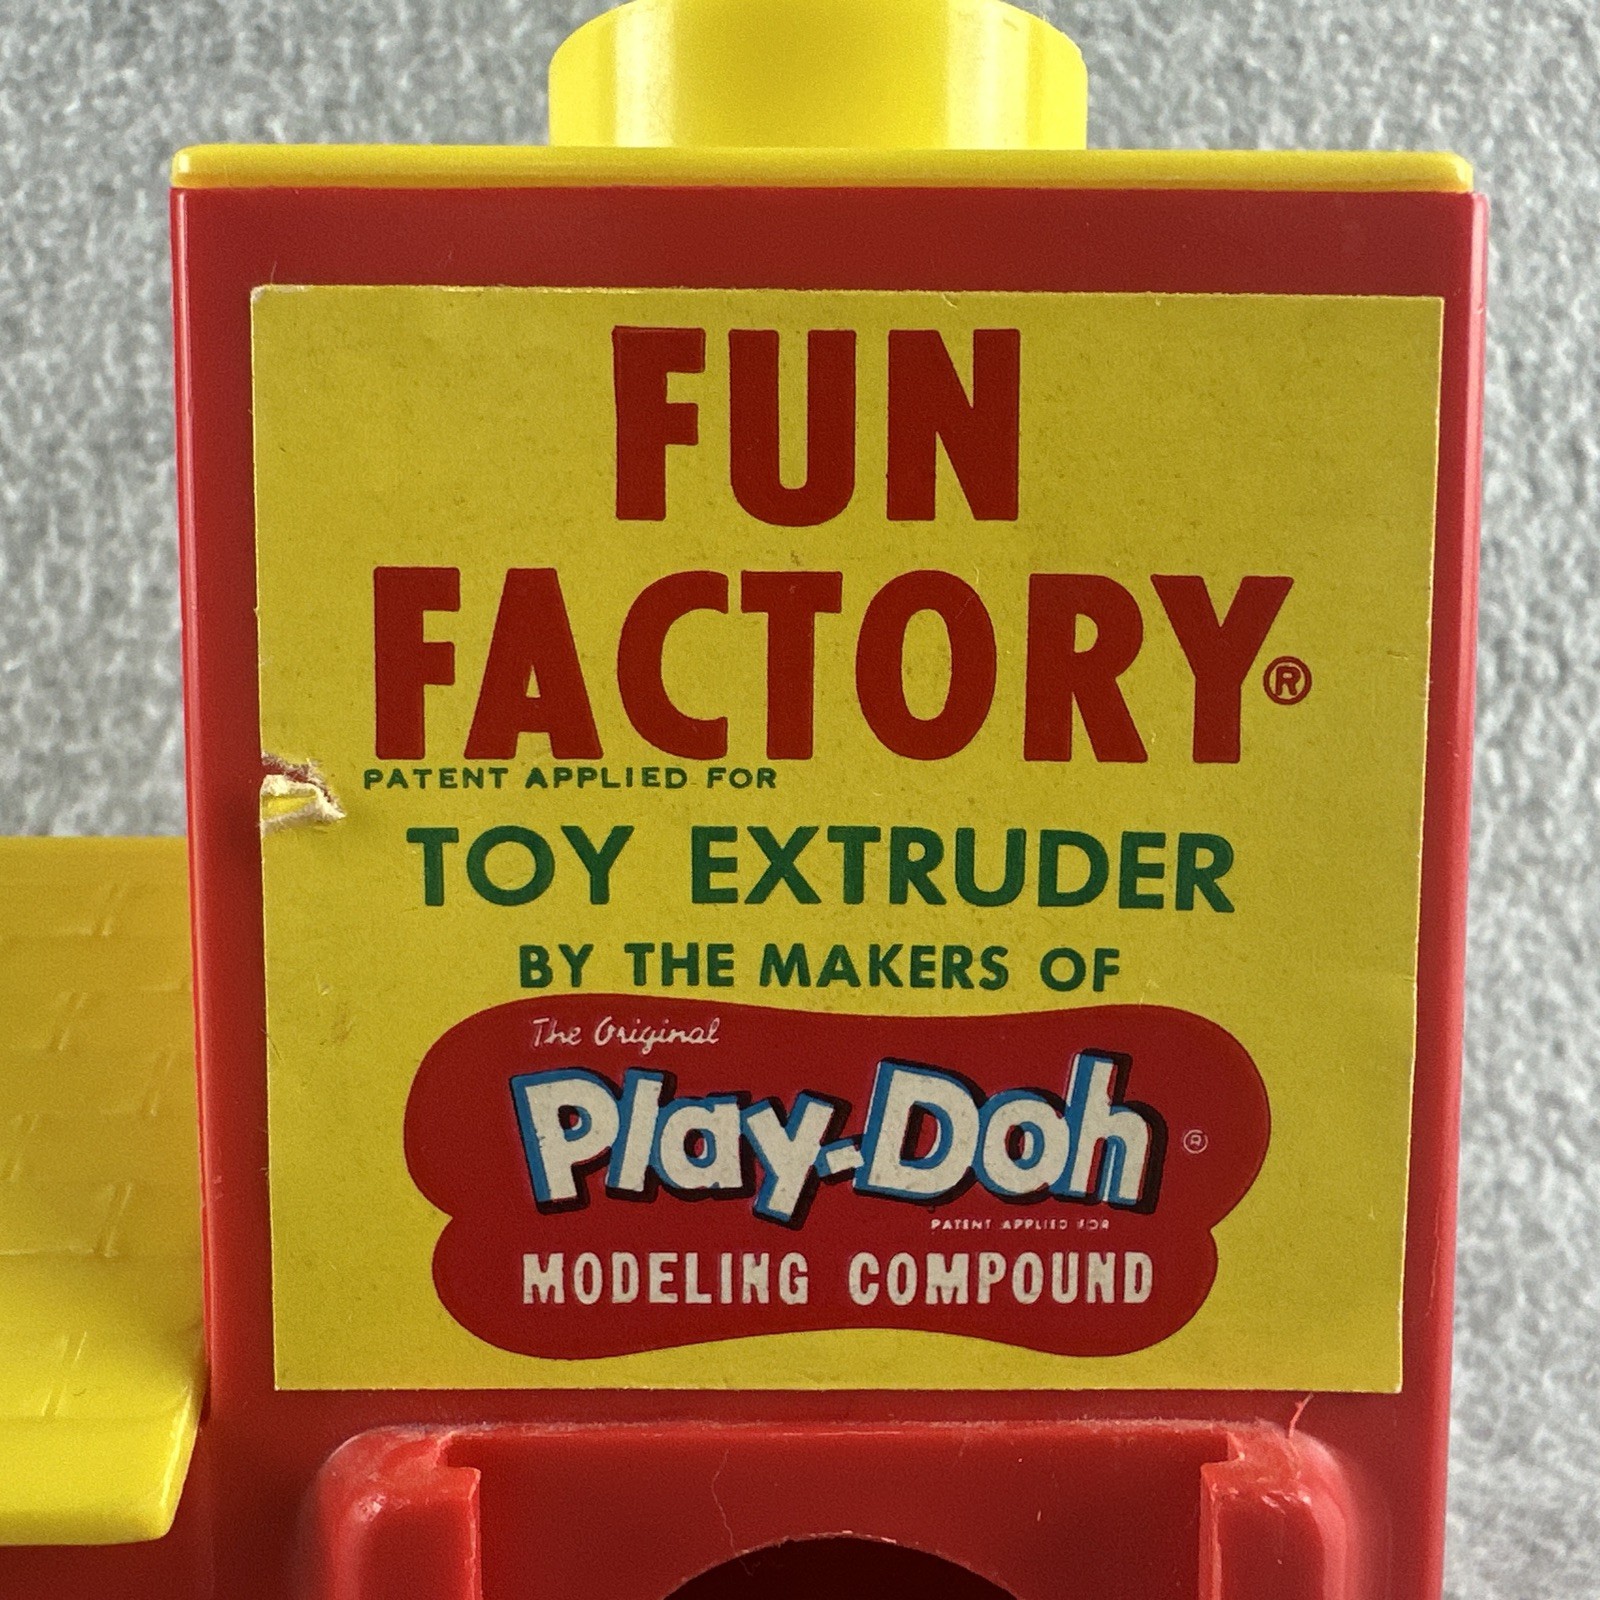 FUN
FACTORY®
PATENT APPLIED FOR
TOY EXTRUDER
BY THE MAKERS OF
The Original
Play-Doh ®
PATENT APPLIED FOR
MODELING COMPOUND